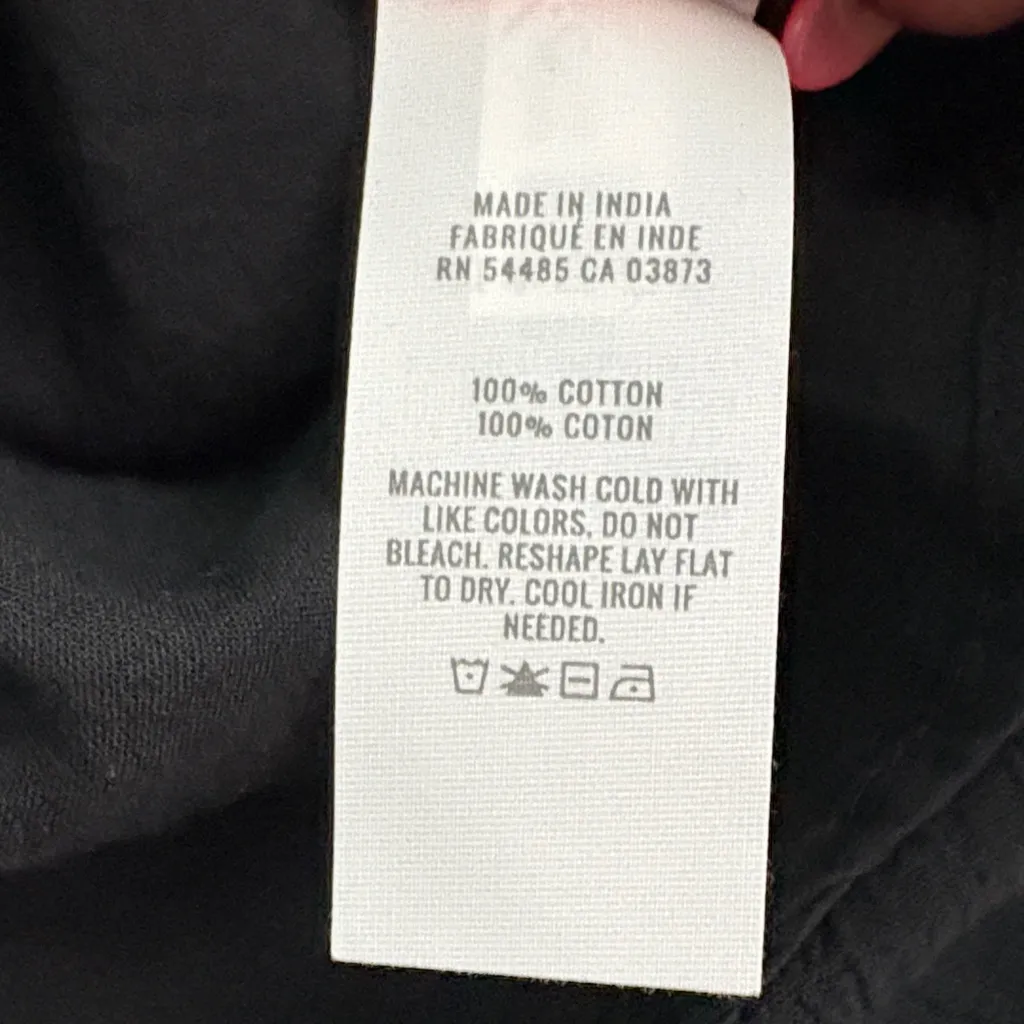 MADE IN INDIA
FABRIQUÉ EN INDE
RN 54485 CA 03873
100% COTTON
100% COTON
MACHINE WASH COLD WITH
LIKE COLORS, DO NOT
BLEACH. RESHAPE LAY FLAT
TO DRY. COOL IRON IF
NEEDED.